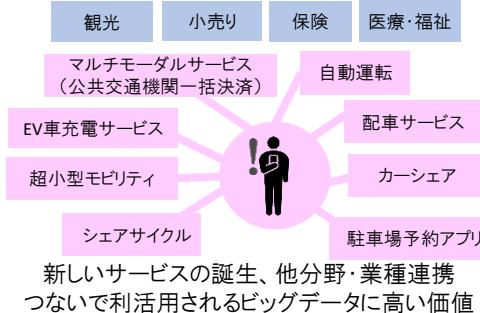 観光
小売り
保険
医療・福祉
マルチモーダルサービス
（公共交通機関一括決済）
自動運転
EV車充電サービス
配車サービス
超小型モビリティ
カーシェア
シェアサイクル
駐車場予約アプリ
新しいサービスの誕生、他分野・業種連携
つないで利活用されるビッグデータに高い価値